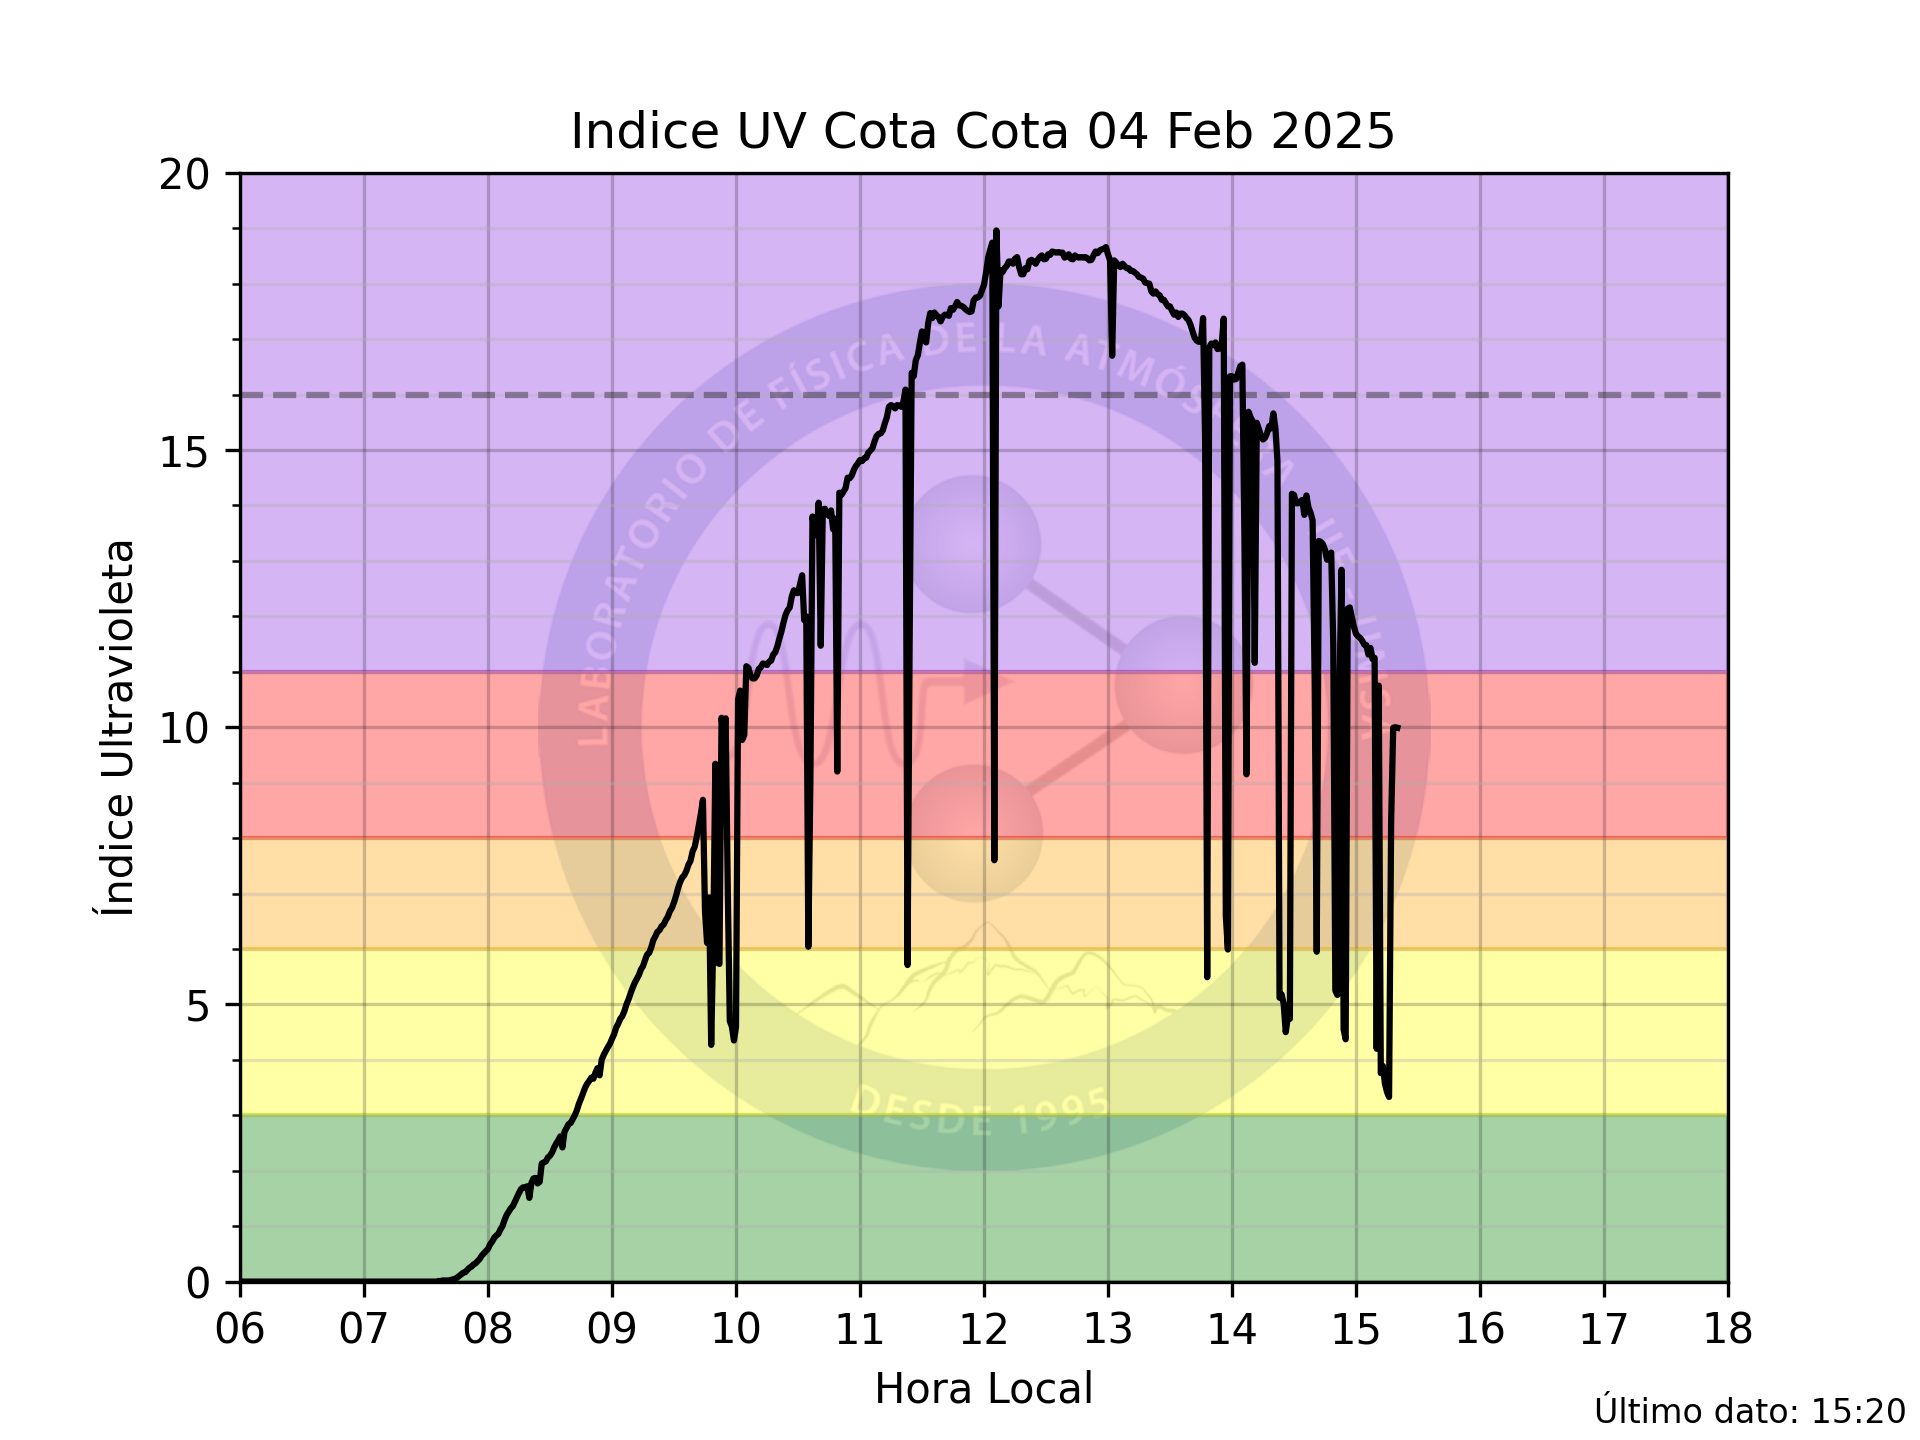 Indice UV Cota Cota 04 Feb 2025
20
15
10
5
0
Índice Ultravioleta
LABORATORIO DE FÍSICA DE LA ATMÓS
DESDE 1995
06 07 08 09 10 11 12 13 14 15 16 17 18
Hora Local
Último dato: 15:20